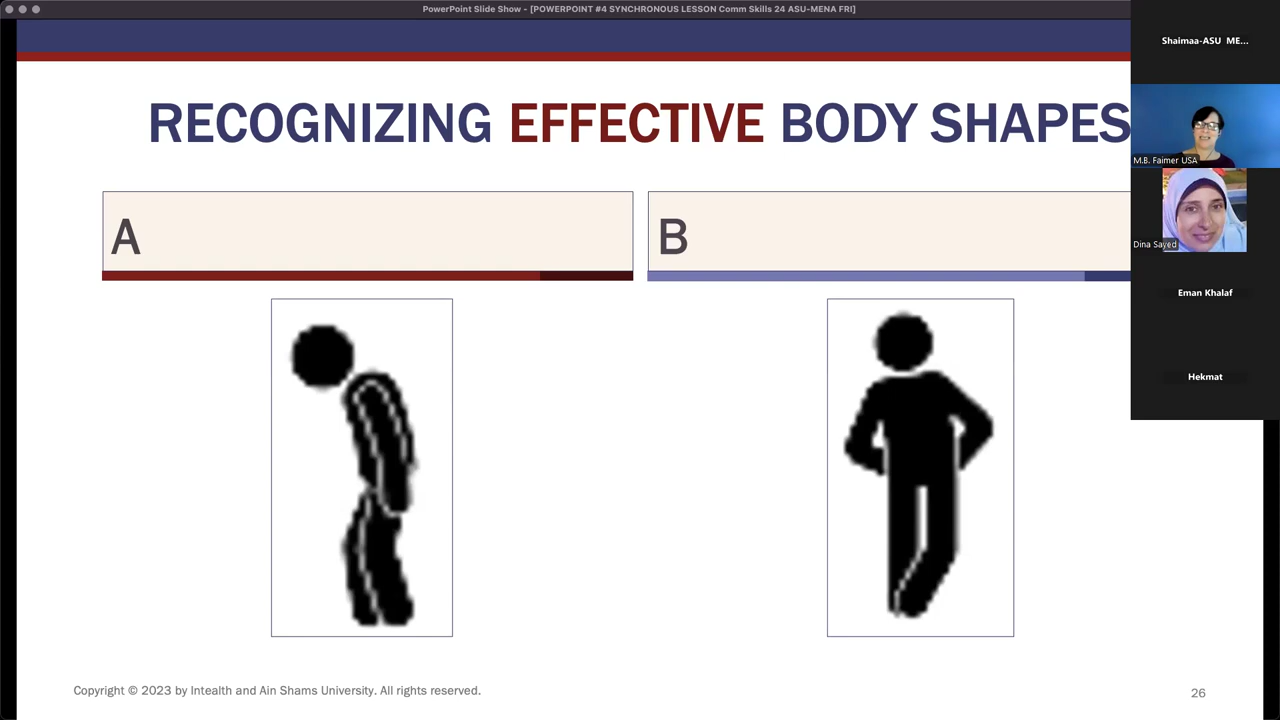 PowerPoint Slide Show - [POWERPOINT #4 SYNCHRONOUS LESSON Comm Skills 24 ASU-MENA FRI]
RECOGNIZING EFFECTIVE BODY SHAPES
A
B
Copyright © 2023 by Intealth and Ain Shams University. All rights reserved.
26
Shaimaa-ASU ME...
M.B. Faimer USA
Dina Sayed
Eman Khalaf
Hekmat